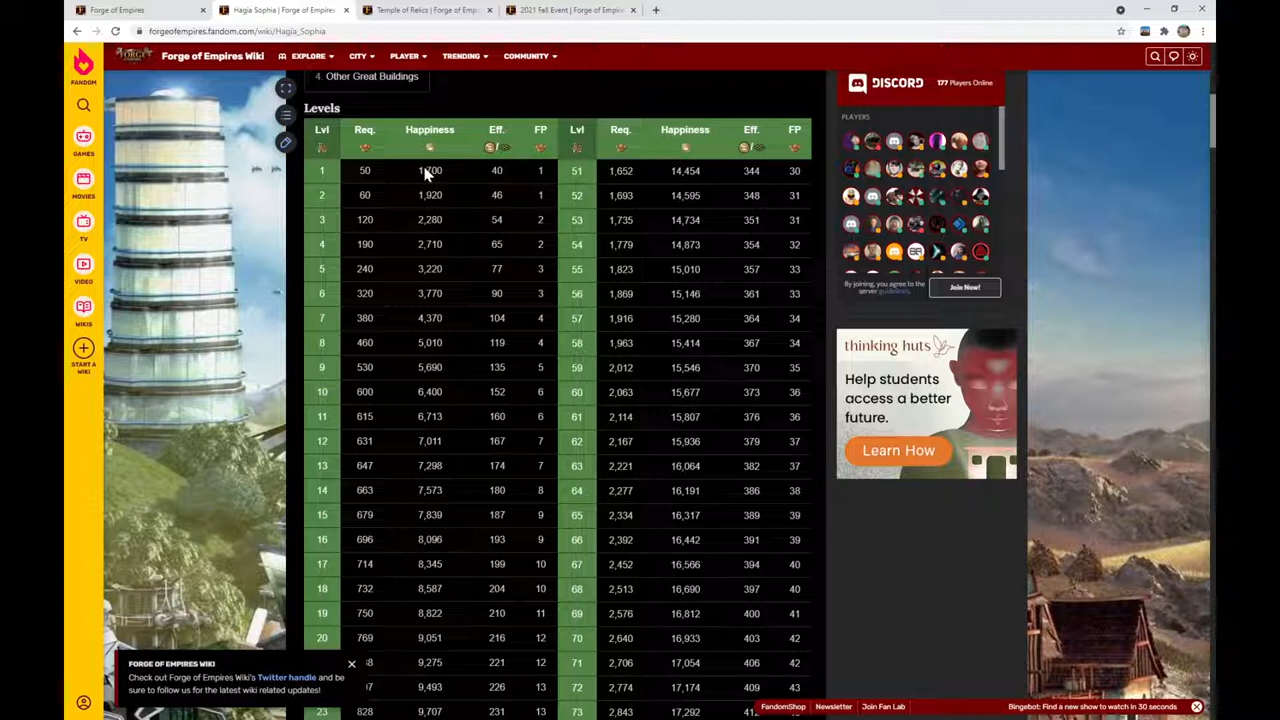 Forge of Empires
Hagia Sophia | Forge of Empires
Temple of Relics | Forge of Emp
2021 Fall Event | Forge of Empire
forgeofempires.fandom.com/wiki/Hagia_Sophia
Forge of Empires Wiki
EXPLORE
CITY
PLAYER
TRENDING
COMMUNITY
FANDOM
GAMES
MOVIES
TV
VIDEO
WIKIS
START A
WIKI
4. Other Great Buildings
Levels
Lvl Req. Happiness Eff. FP Lvl Req. Happiness Eff. FP
1 50 1,700 40 1 51 1,652 14,454 344 30
2 60 1,920 46 1 52 1,693 14,595 348 31
3 120 2,280 54 2 53 1,735 14,734 351 31
4 190 2,710 65 2 54 1,779 14,873 354 32
5 240 3,220 77 3 55 1,823 15,010 357 33
6 320 3,770 90 3 56 1,869 15,146 361 33
7 380 4,370 104 4 57 1,916 15,280 364 34
8 460 5,010 119 4 58 1,963 15,414 367 34
9 530 5,690 135 5 59 2,012 15,546 370 35
10 600 6,400 152 6 60 2,063 15,677 373 36
11 615 6,713 160 6 61 2,114 15,807 376 36
12 631 7,011 167 7 62 2,167 15,936 379 37
13 647 7,298 174 7 63 2,221 16,064 382 37
14 663 7,573 180 8 64 2,277 16,191 386 38
15 679 7,839 187 9 65 2,334 16,317 389 39
16 696 8,096 193 9 66 2,392 16,442 392 39
17 714 8,345 199 10 67 2,452 16,566 394 40
18 732 8,587 204 10 68 2,513 16,690 397 40
19 750 8,822 210 11 69 2,576 16,812 400 41
20 769 9,051 216 12 70 2,640 16,933 403 42
9,275 221 12 71 2,706 17,054 406 42
9,493 226 13 72 2,774 17,174 409 43
23 828 9,707 231 13 73 2,843 17,292
DISCORD 177 Players Online
PLAYERS
By joining, you agree to the
server guidelines.
Join Now!
thinking huts
Help students
access a better
future.
Learn How
FORGE OF EMPIRES WIKI
Check out Forge of Empires Wiki's Twitter handle and be
sure to follow us for the latest wiki related updates!
FandomShop Newsletter Join Fan Lab
Bingebot: Find a new show to watch in 30 seconds